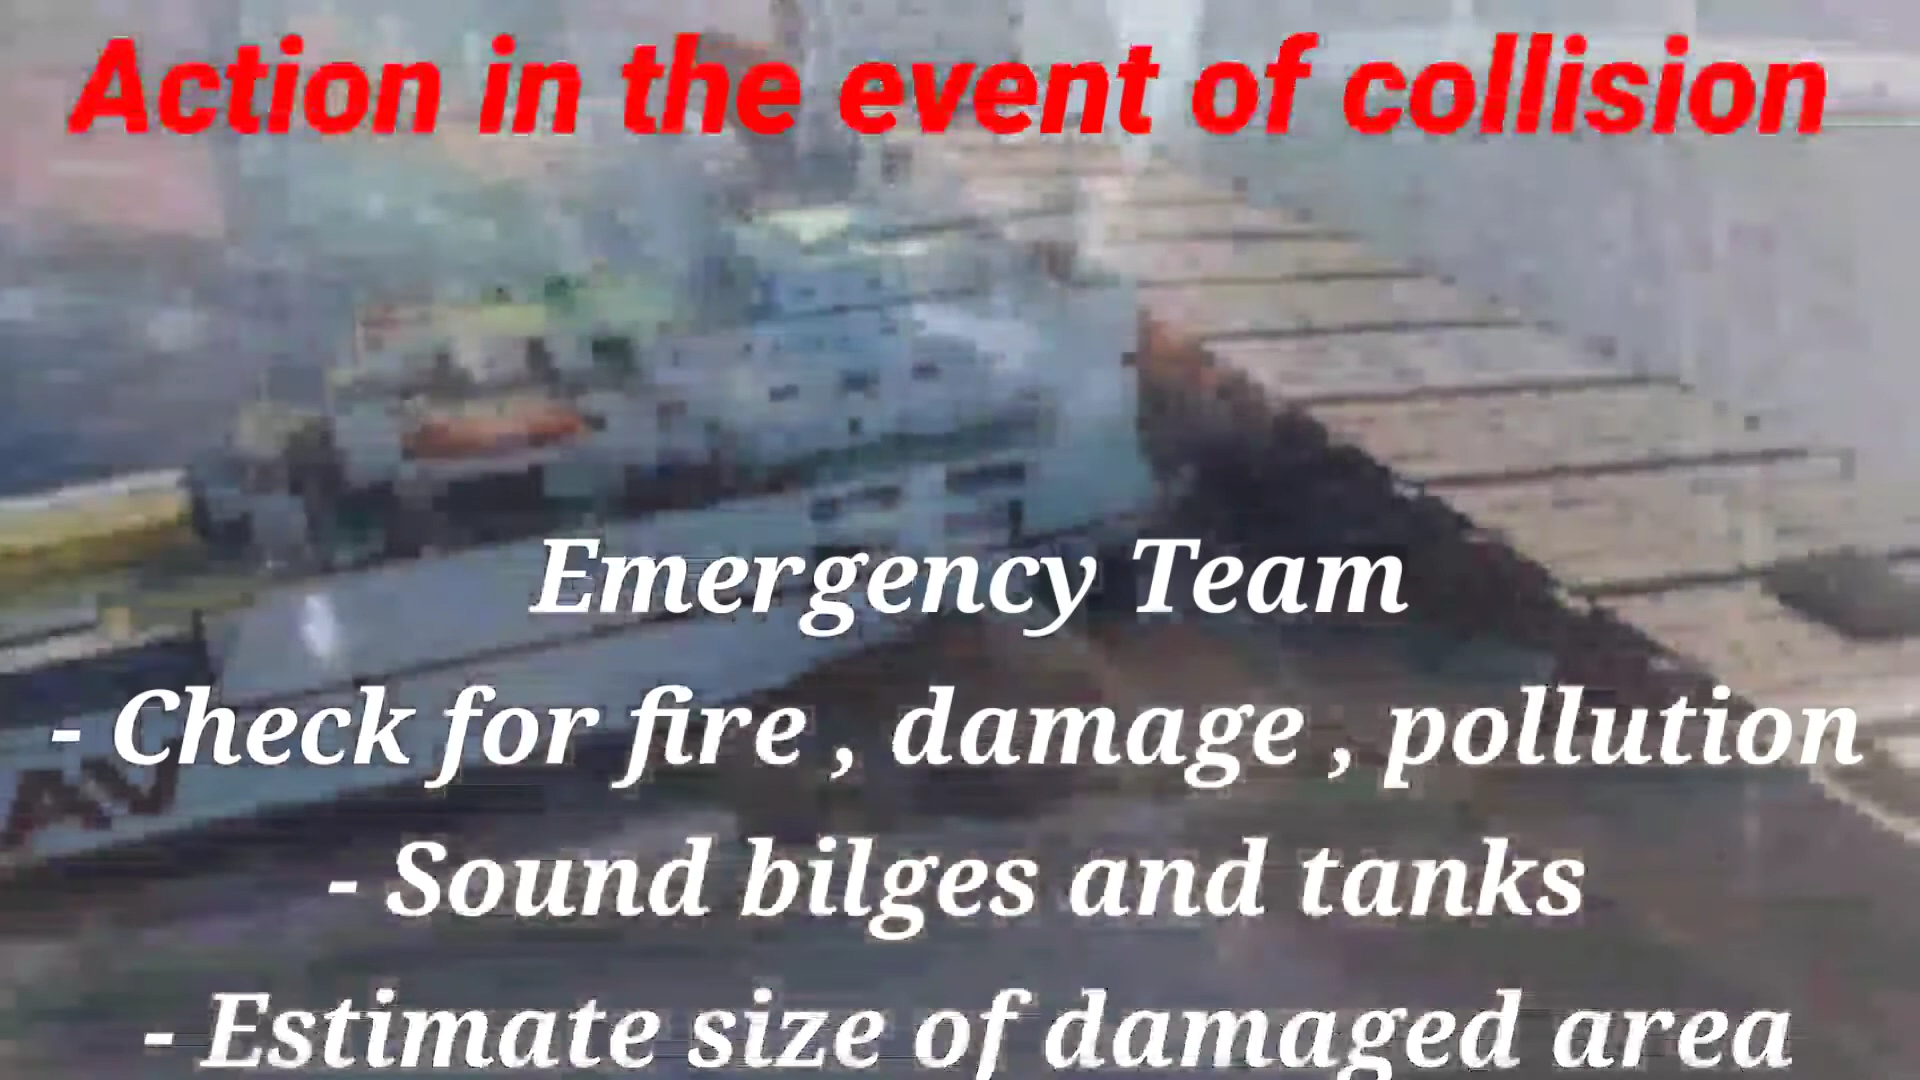 Action in the event of collision
Emergency Team
- Check for fire , damage , pollution
- Sound bilges and tanks
- Estimate size of damaged area
AV